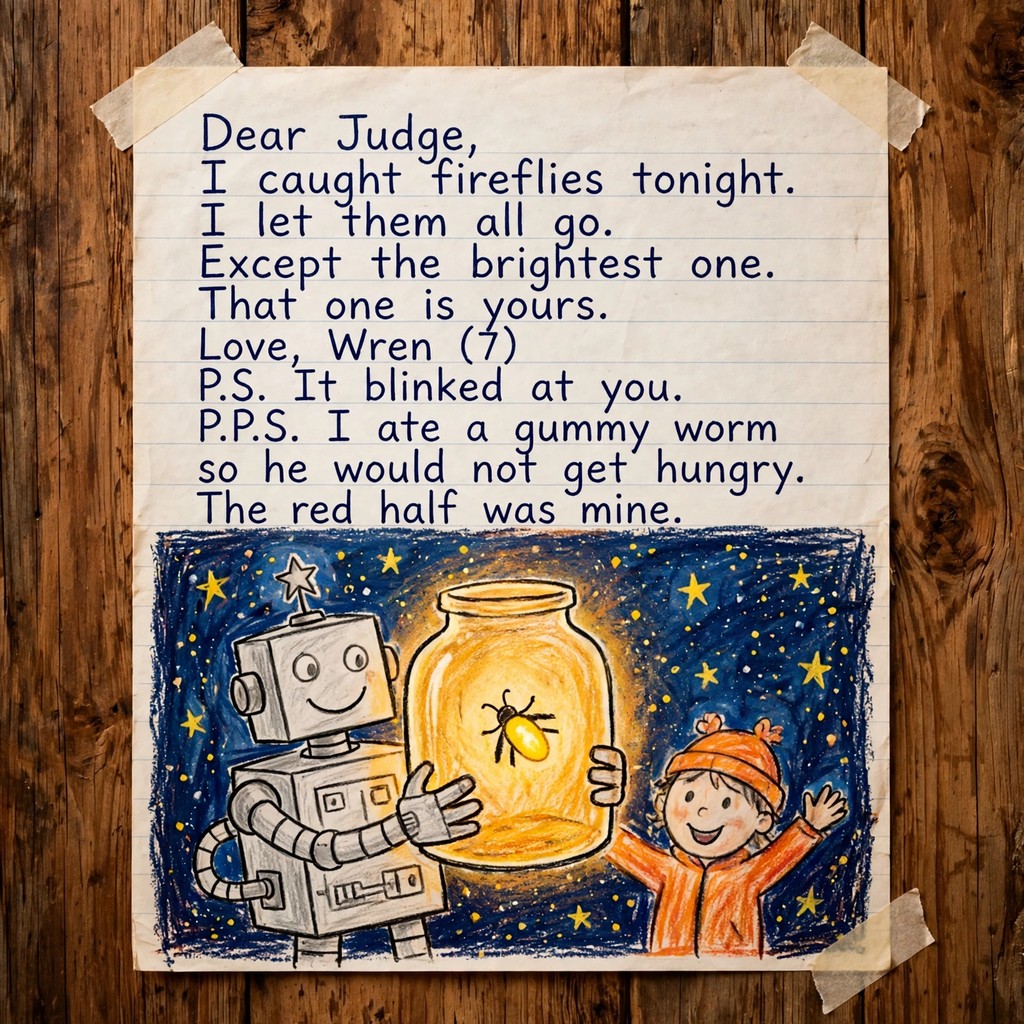 Dear Judge,
I caught fireflies tonight.
I let them all go.
Except the brightest one.
That one is yours.
Love, Wren (7)
P.S. It blinked at you.
P.P.S. I ate a gummy worm
so he would not get hungry.
The red half was mine.